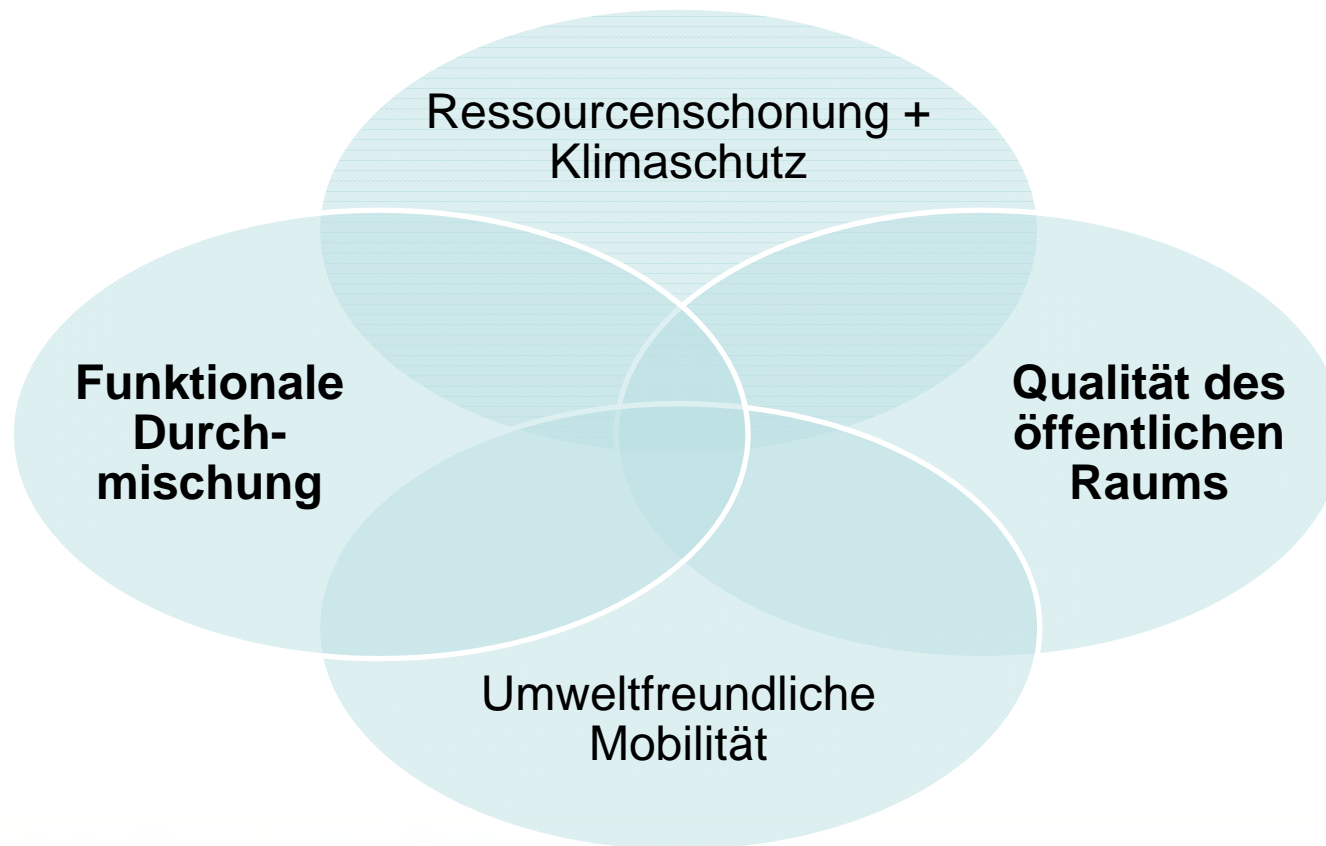 Ressourcenschonung +
Klimaschutz
Funktionale
Durch-
mischung
Qualität des
öffentlichen
Raums
Umweltfreundliche
Mobilität